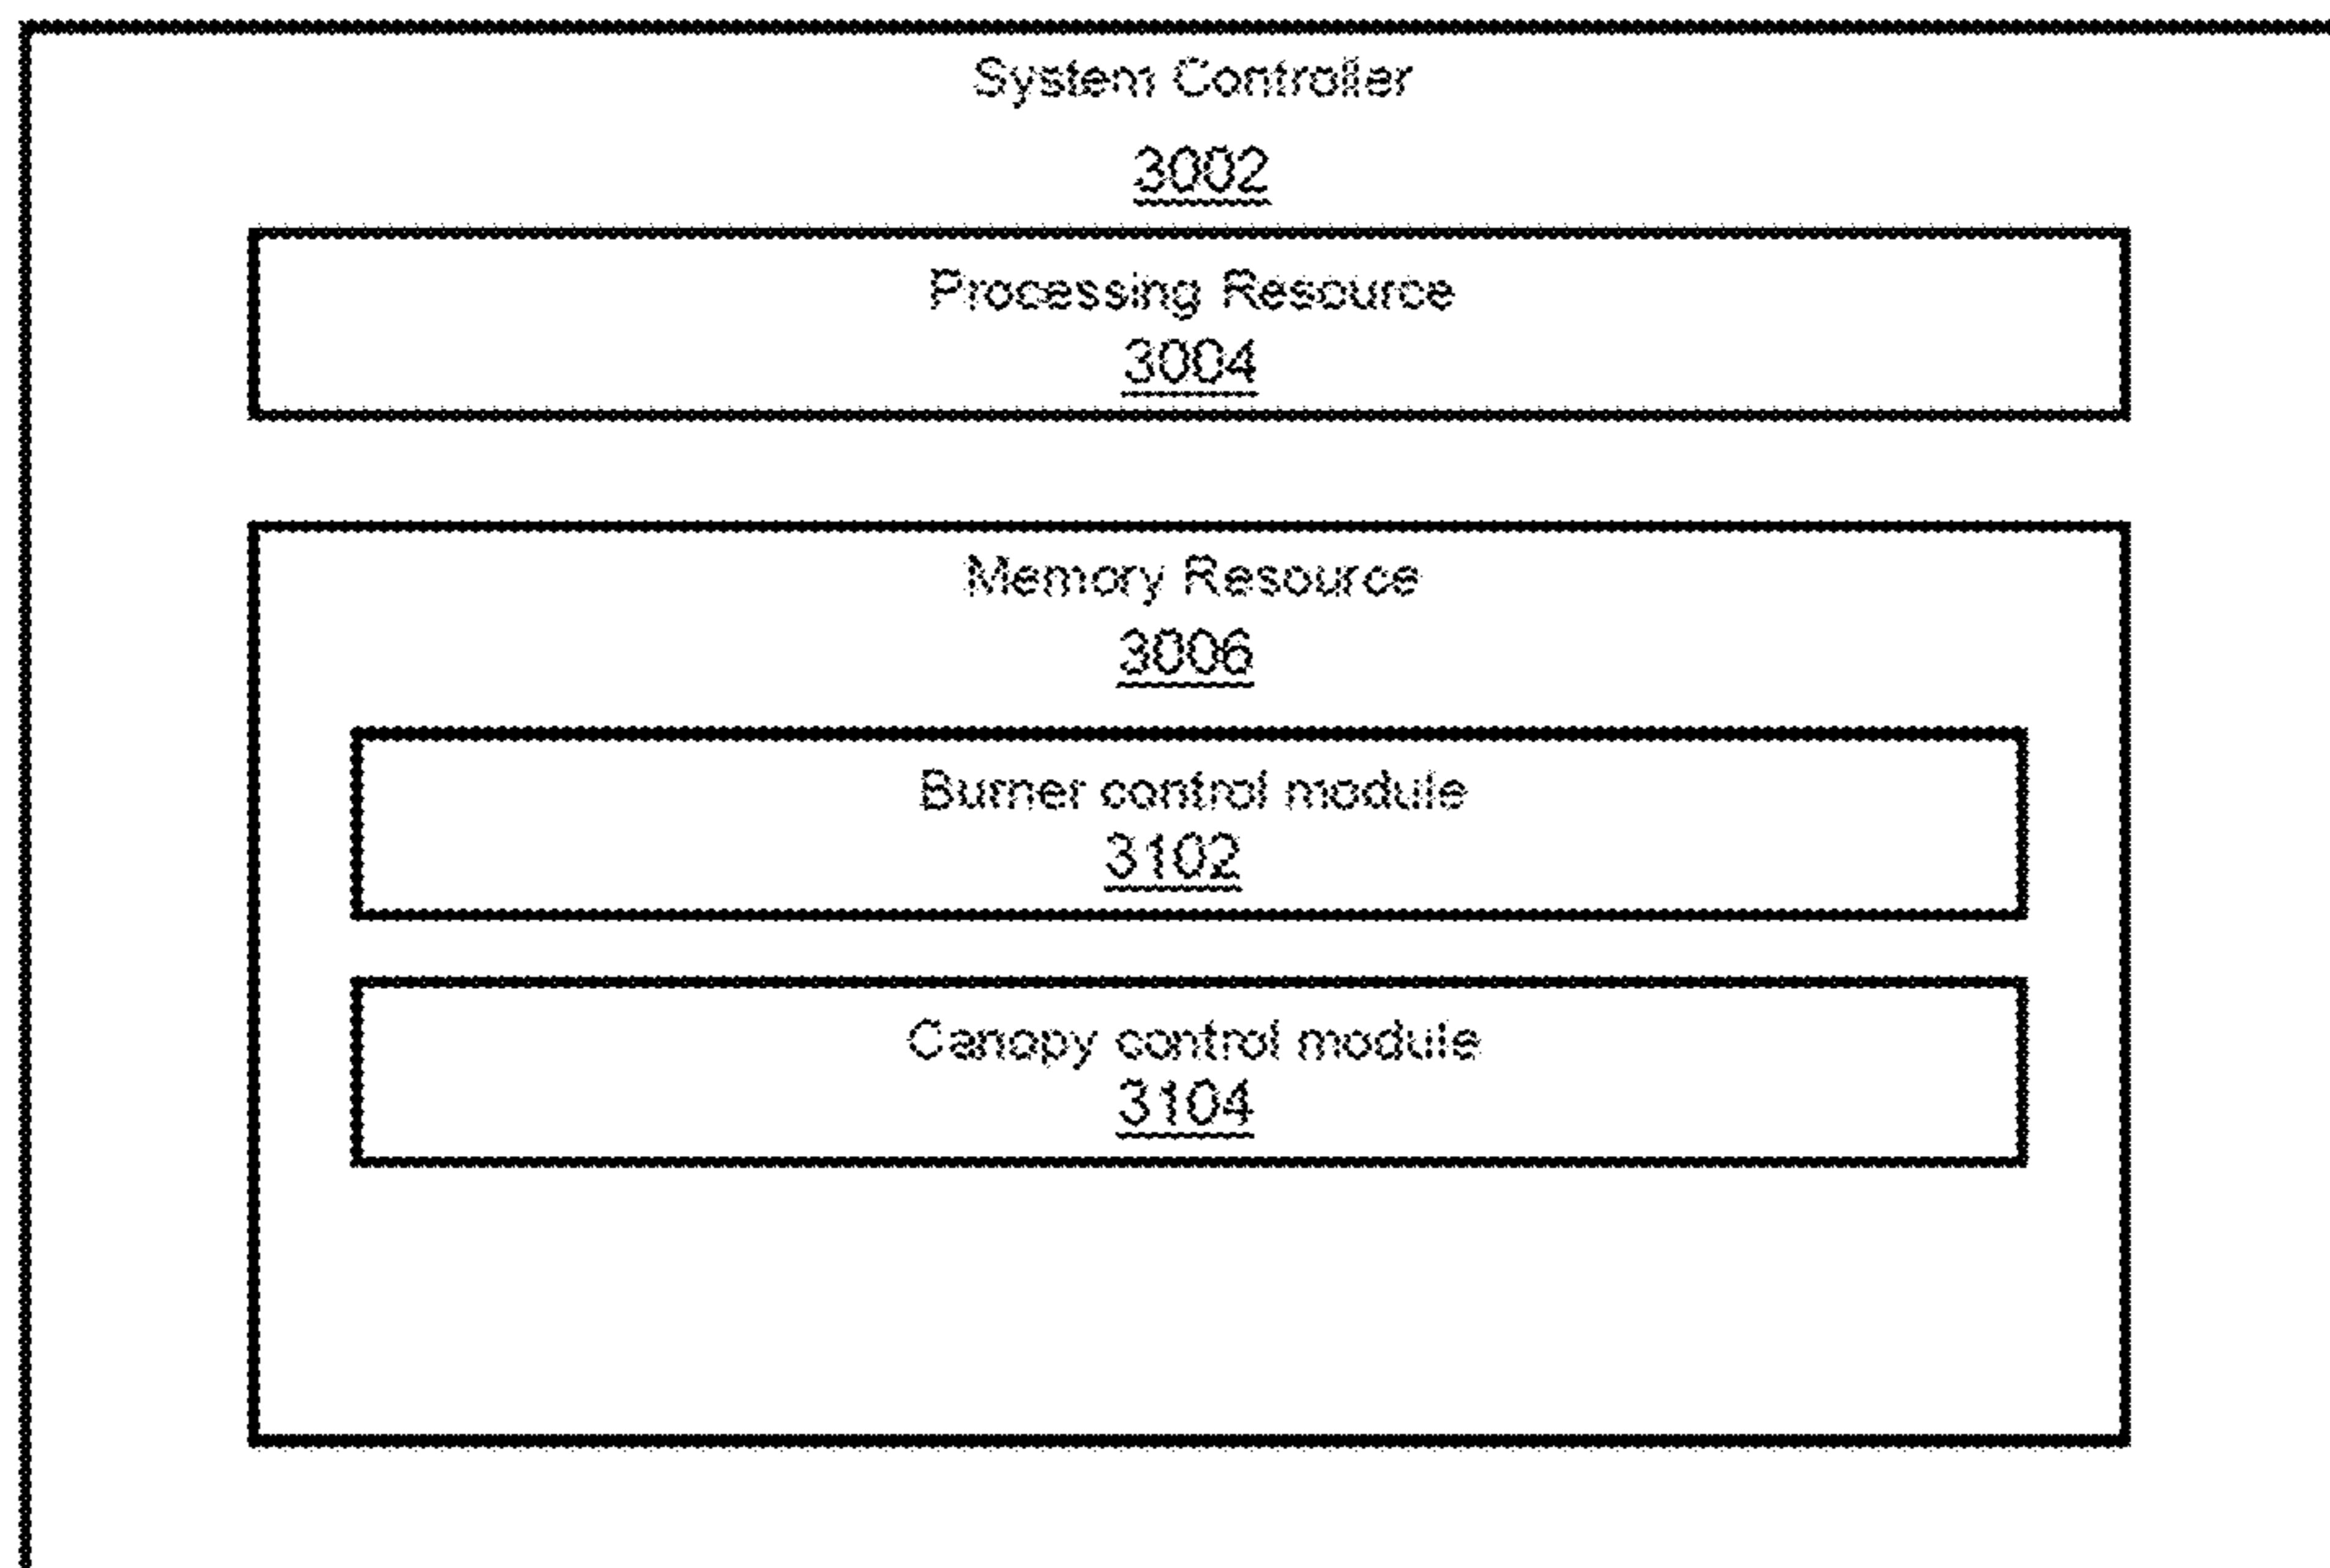 System Controller
3002
Processing Resource
3004
Memory Resource
3006
Burner control module
3102
Canopy control module
3104